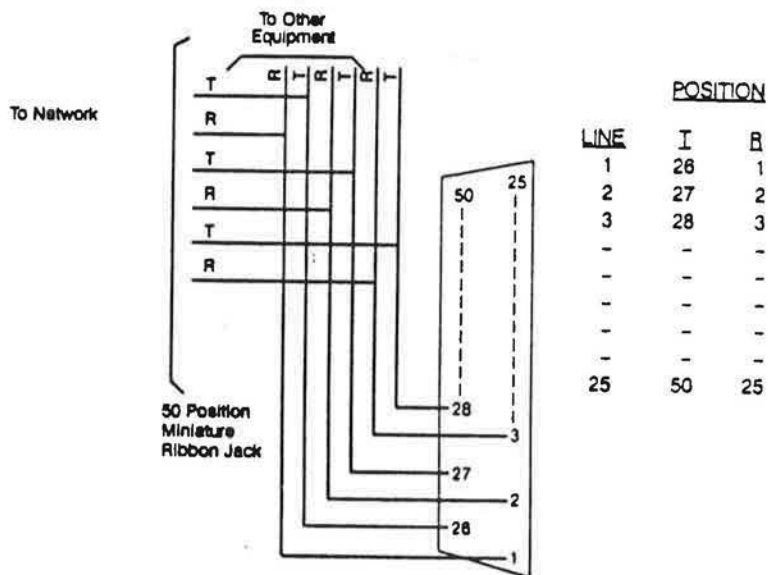 To Other
Equipment
R T R T R T
To Network
T
R
T
R
T
R
50 Position
Miniature
Ribbon Jack
50 25
28
3
27
2
26
1
POSITION
LINE T R
1 26 1
2 27 2
3 28 3
- - -
- - -
- - -
- - -
- - -
25 50 25